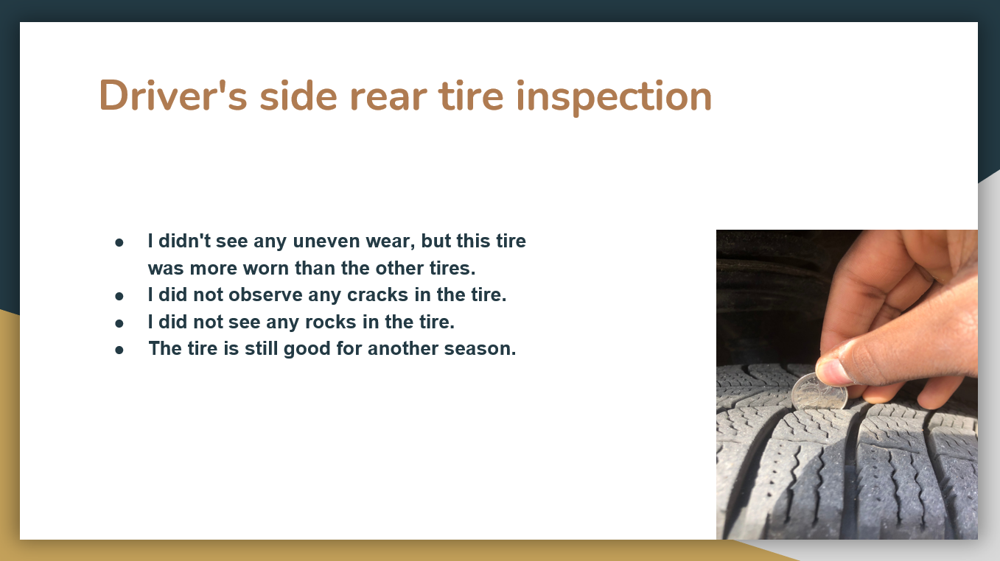 Driver's side rear tire inspection
● I didn't see any uneven wear, but this tire
was more worn than the other tires.
● I did not observe any cracks in the tire.
● I did not see any rocks in the tire.
● The tire is still good for another season.